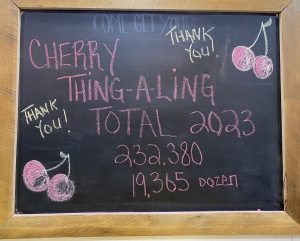 COME GET YOUR
THANK
YOU!
CHERRY
THING-A-LING
TOTAL 2023
THANK
YOU!
232,380
19,365 DOZEN